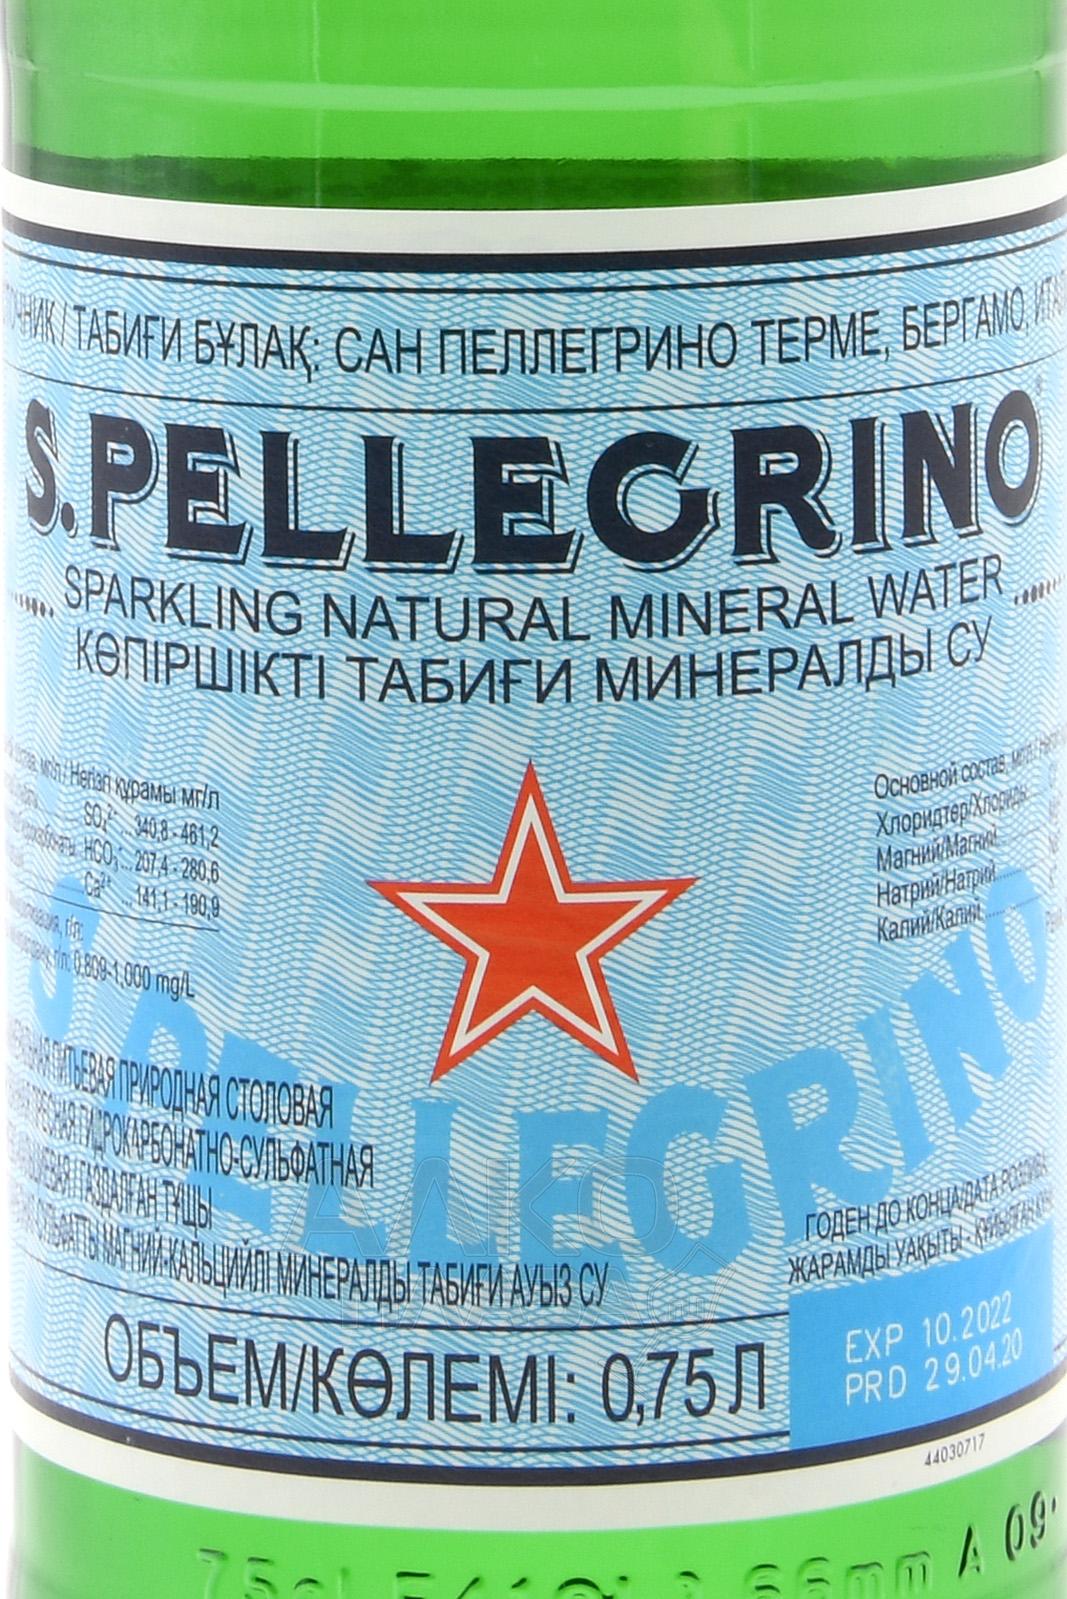 ТАБИҒИ БҰЛАҚ: САН ПЕЛЛЕГРИНО ТЕРМЕ, БЕРГАМО,
S.PELLEGRINO
SPARKLING NATURAL MINERAL WATER
КӨПІРШІКТІ ТАБИҒИ МИНЕРАЛДЫ СУ
мг/л / Негізгі құрамы мг/л
SO₄²⁻ ... 340,8 - 461,2
HCO₃⁻ ... 207,4 - 280,6
Ca²⁺ ... 141,1 - 190,9
г/л:
г/л: 0,809-1,000 mg/L
Основной состав, мг/л /
Хлоридтер/Хлориды
Магний/Магний
Натрий/Натрий
Калий/Калий
S.PELLEGRINO
ПИТЬЕВАЯ ПРИРОДНАЯ СТОЛОВАЯ
ГИДРОКАРБОНАТНО-СУЛЬФАТНАЯ
ГАЗДАЛҒАН ТҰЩЫ
МАГНИЙ-КАЛЬЦИЙЛІ МИНЕРАЛДЫ ТАБИҒИ АУЫЗ СУ
ГОДЕН ДО КОНЦА/ДАТА РОЗЛИВА
ЖАРАМДЫ УАҚЫТЫ - ҚҰЙЫЛҒАН
ОБЪЕМ/КӨЛЕМІ: 0,75 Л
EXP 10.2022
PRD 29.04.20
44030717
A 09